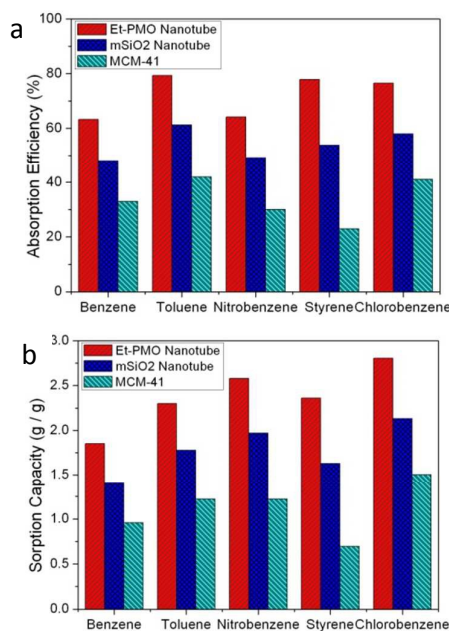 a
Et-PMO Nanotube
mSiO2 Nanotube
MCM-41
Absorption Efficiency (%)
100
80
60
40
20
0
Benzene Toluene Nitrobenzene Styrene Chlorobenzene
b
Et-PMO Nanotube
mSiO2 Nanotube
MCM-41
Sorption Capacity (g / g)
3.0
2.5
2.0
1.5
1.0
0.5
0.0
Benzene Toluene Nitrobenzene Styrene Chlorobenzene